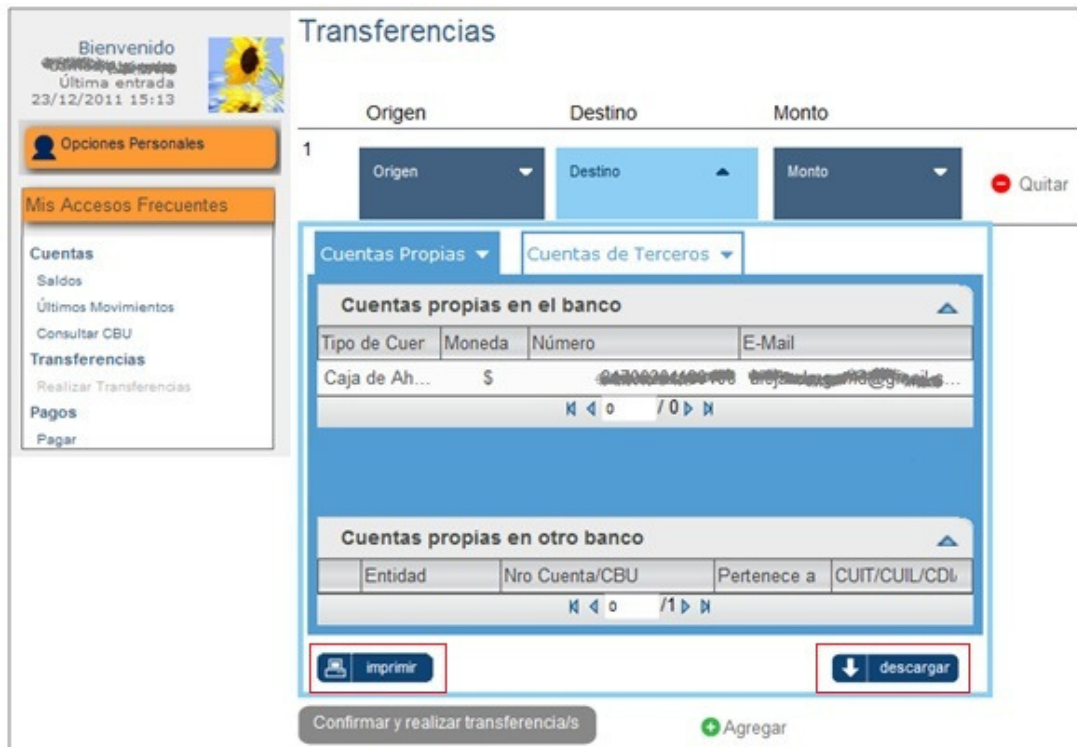 Transferencias
Bienvenido
Última entrada
23/12/2011 15:13
Opciones Personales
Mis Accesos Frecuentes
Cuentas
Saldos
Últimos Movimientos
Consultar CBU
Transferencias
Realizar Transferencias
Pagos
Pagar
Origen Destino Monto
1
Origen Destino Monto Quitar
Cuentas Propias Cuentas de Terceros
Cuentas propias en el banco
Tipo de Cuer Moneda Número E-Mail
Caja de Ah... $
0 / 0
Cuentas propias en otro banco
Entidad Nro Cuenta/CBU Pertenece a CUIT/CUIL/CDI
0 /1
imprimir descargar
Confirmar y realizar transferencia/s Agregar